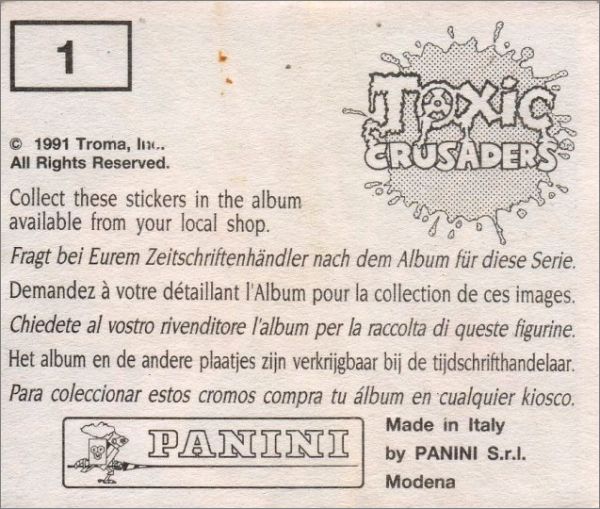 1
TOXIC
CRUSADERS
© 1991 Troma, Inc.
All Rights Reserved.
Collect these stickers in the album
available from your local shop.
Fragt bei Eurem Zeitschriftenhändler nach dem Album für diese Serie.
Demandez à votre détaillant l'Album pour la collection de ces images.
Chiedete al vostro rivenditore l'album per la raccolta di queste figurine.
Het album en de andere plaatjes zijn verkrijgbaar bij de tijdschrifthandelaar.
Para coleccionar estos cromos compra tu álbum en cualquier kiosco.
PANINI
Made in Italy
by PANINI S.r.l.
Modena